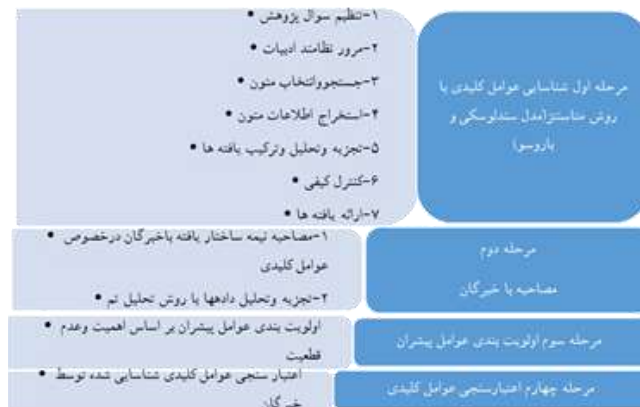 مرحله اول شناسایی عوامل کلیدی با
روش متاسنتز(مدل سندلوسکی و
باروسو)
۱-تنظیم سوال پژوهش •
۲-مرور نظامند ادبیات •
۳-جستجووانتخاب متون •
۴-استخراج اطلاعات متون •
۵-تجزیه وتحلیل وترکیب یافته ها •
۶-کنترل کیفی •
۷-ارائه یافته ها •
مرحله دوم
مصاحبه با خبرگان
۱-مصاحبه نیمه ساختار یافته باخبرگان درخصوص •
عوامل کلیدی
۲-تجزیه وتحلیل دادهها با روش تحلیل تم •
مرحله سوم اولویت بندی عوامل پیشران
اولویت بندی عوامل پیشران بر اساس اهمیت وعدم •
قطعیت
مرحله چهارم اعتبارسنجی عوامل کلیدی
اعتبار سنجی عوامل کلیدی شناسایی شده توسط •
خبرگان